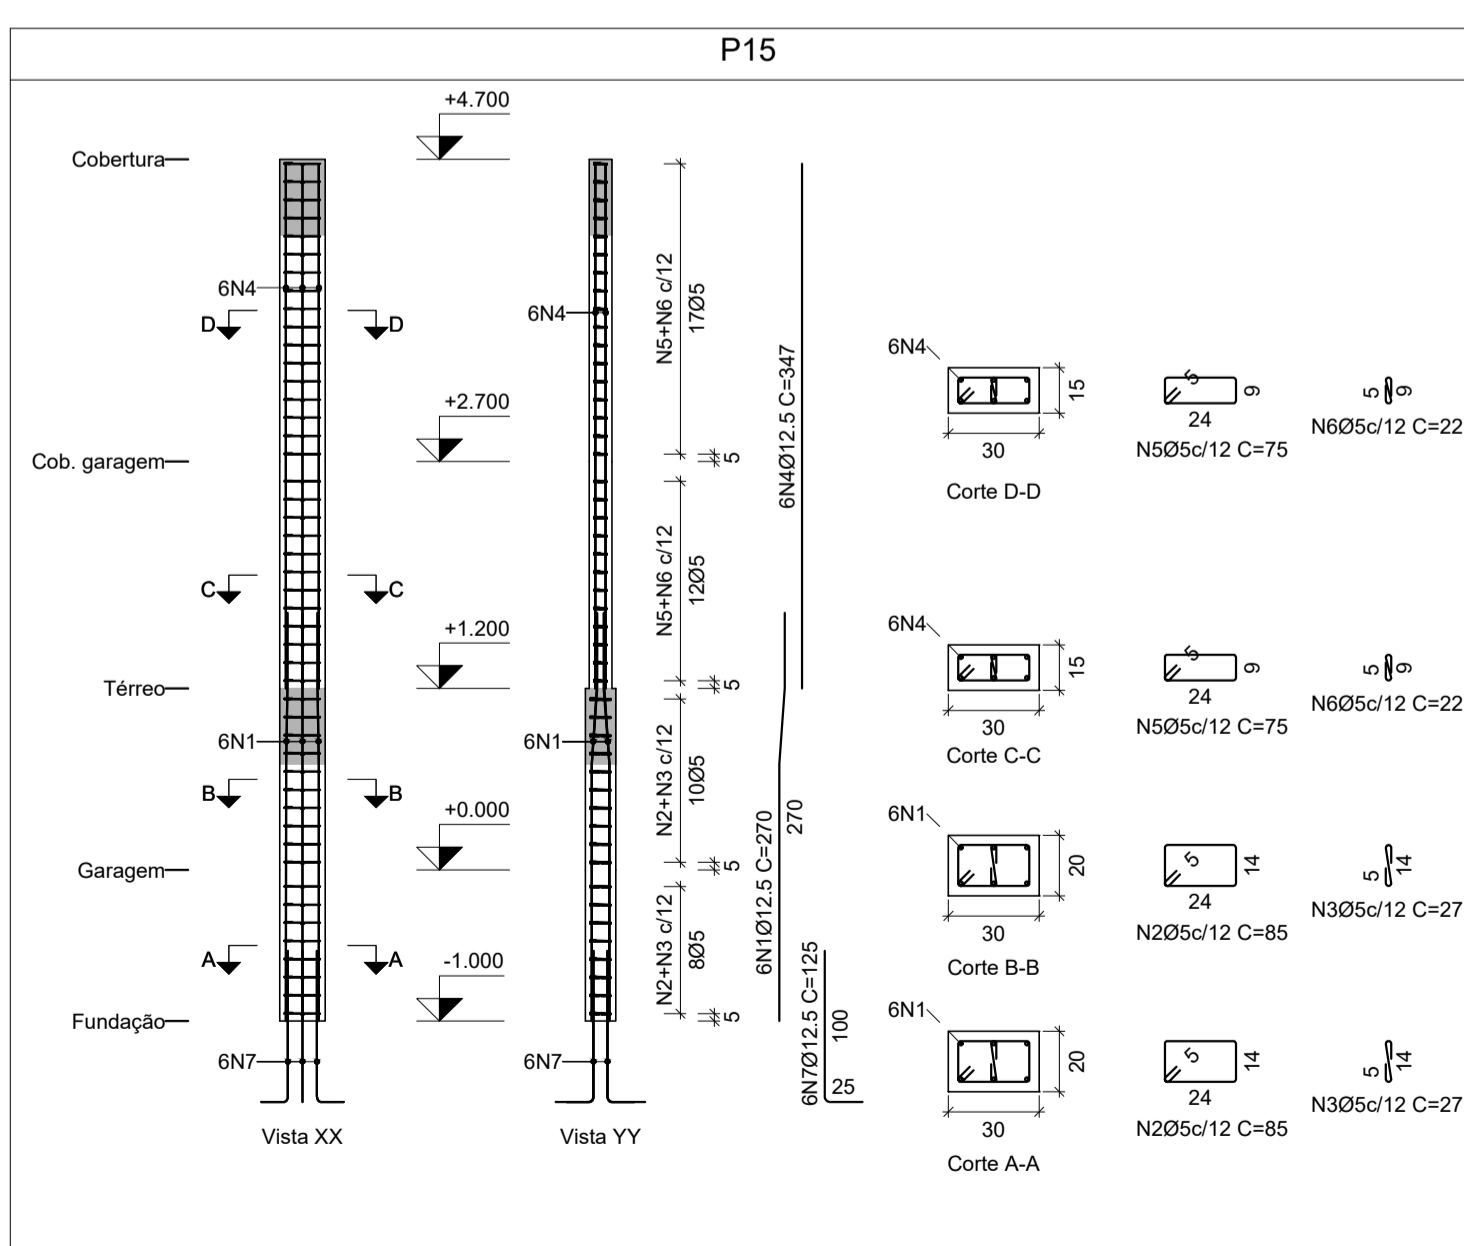 P15
+4.700
Cobertura
6N4
D
D
6N4
N5+N6 c/12
17Ø5
+2.700
Cob. garagem
5
N5+N6 c/12
12Ø5
C
C
+1.200
Térreo
5
6N1
6N1
N2+N3 c/12
10Ø5
B
B
+0.000
Garagem
5
N2+N3 c/12
8Ø5
A
A
-1.000
Fundação
5
6N7
6N7
Vista XX
Vista YY
6N4Ø12.5 C=347
6N1Ø12.5 C=270
270
6N7Ø12.5 C=125
100
25
6N4
15
30
Corte D-D
5
9
24
N5Ø5c/12 C=75
5
9
N6Ø5c/12 C=22
6N4
15
30
Corte C-C
5
9
24
N5Ø5c/12 C=75
5
9
N6Ø5c/12 C=22
6N1
20
30
Corte B-B
5
14
24
N2Ø5c/12 C=85
5
14
N3Ø5c/12 C=27
6N1
20
30
Corte A-A
5
14
24
N2Ø5c/12 C=85
5
14
N3Ø5c/12 C=27